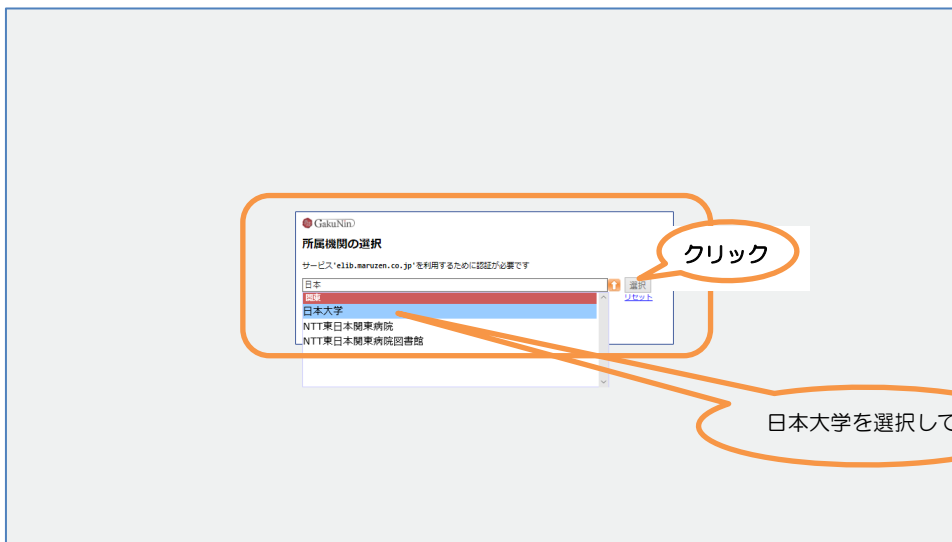 GakuNin
所属機関の選択
サービス'elib.maruzen.co.jp'を利用するために認証が必要です
日本
選択
リセット
関東
日本大学
NTT東日本関東病院
NTT東日本関東病院図書館
クリック
日本大学を選択して